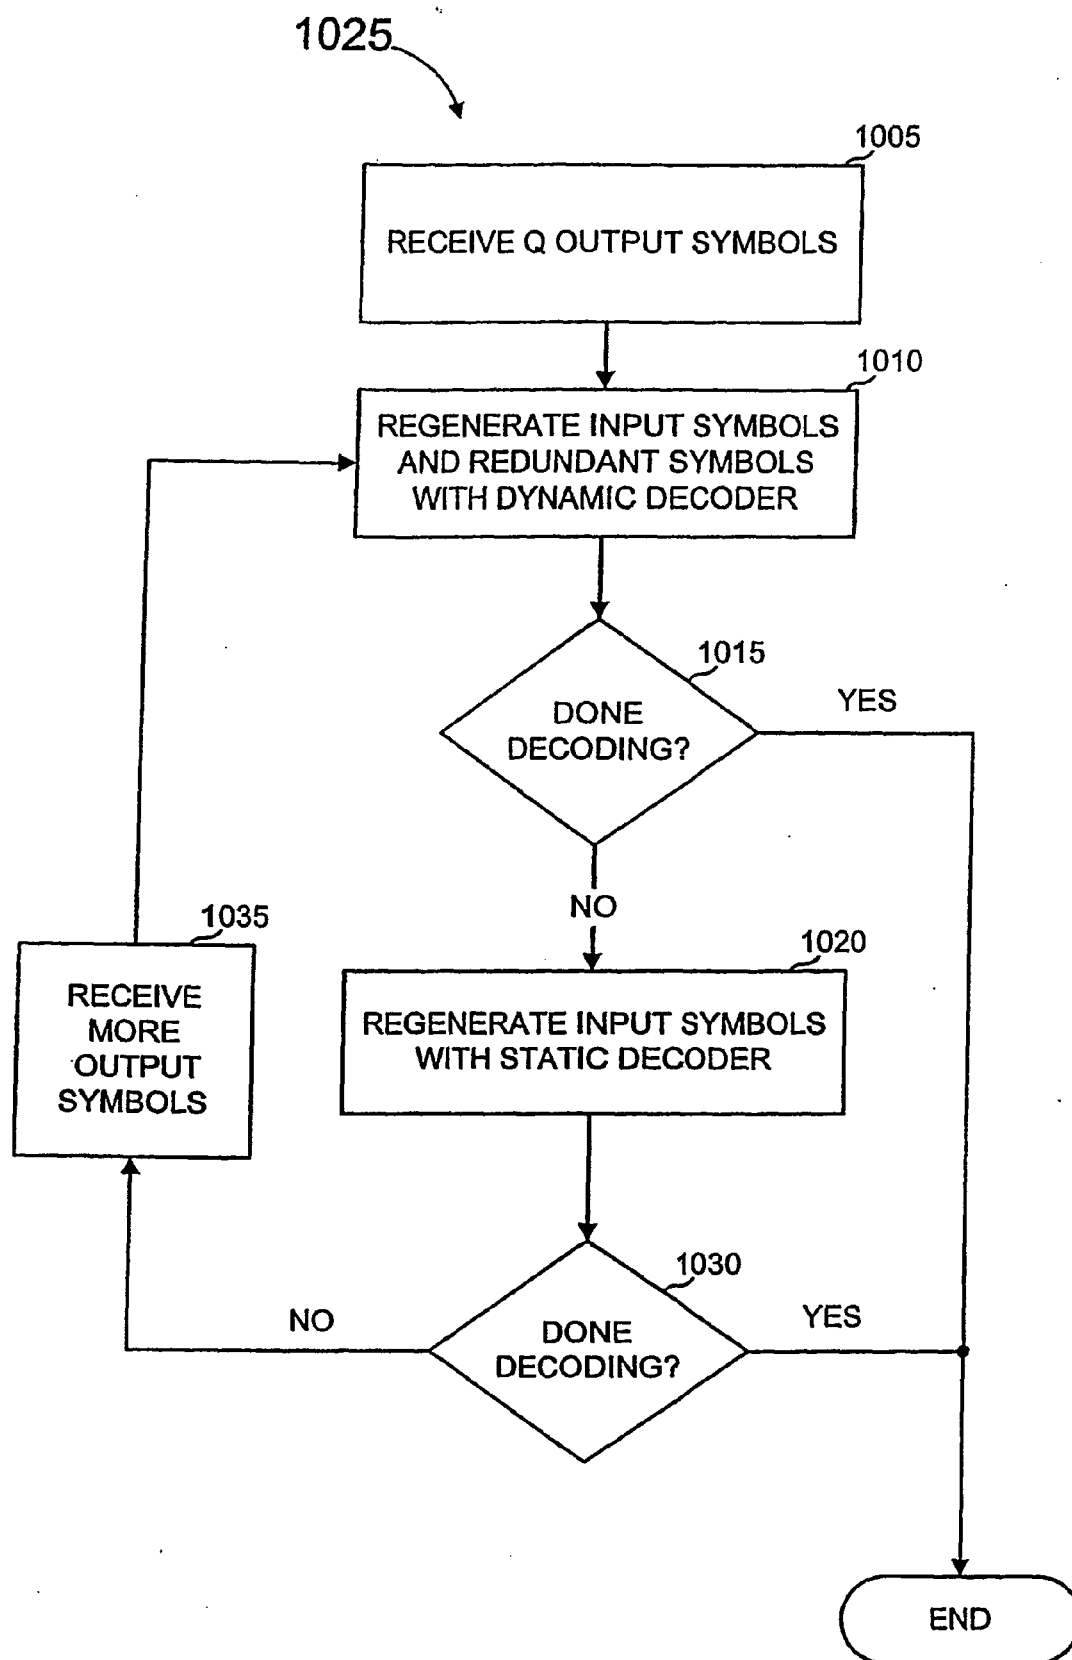 1025
1005
RECEIVE Q OUTPUT SYMBOLS
1010
REGENERATE INPUT SYMBOLS
AND REDUNDANT SYMBOLS
WITH DYNAMIC DECODER
1015
DONE
DECODING?
YES
NO
1035
RECEIVE
MORE
OUTPUT
SYMBOLS
1020
REGENERATE INPUT SYMBOLS
WITH STATIC DECODER
1030
DONE
DECODING?
NO
YES
END